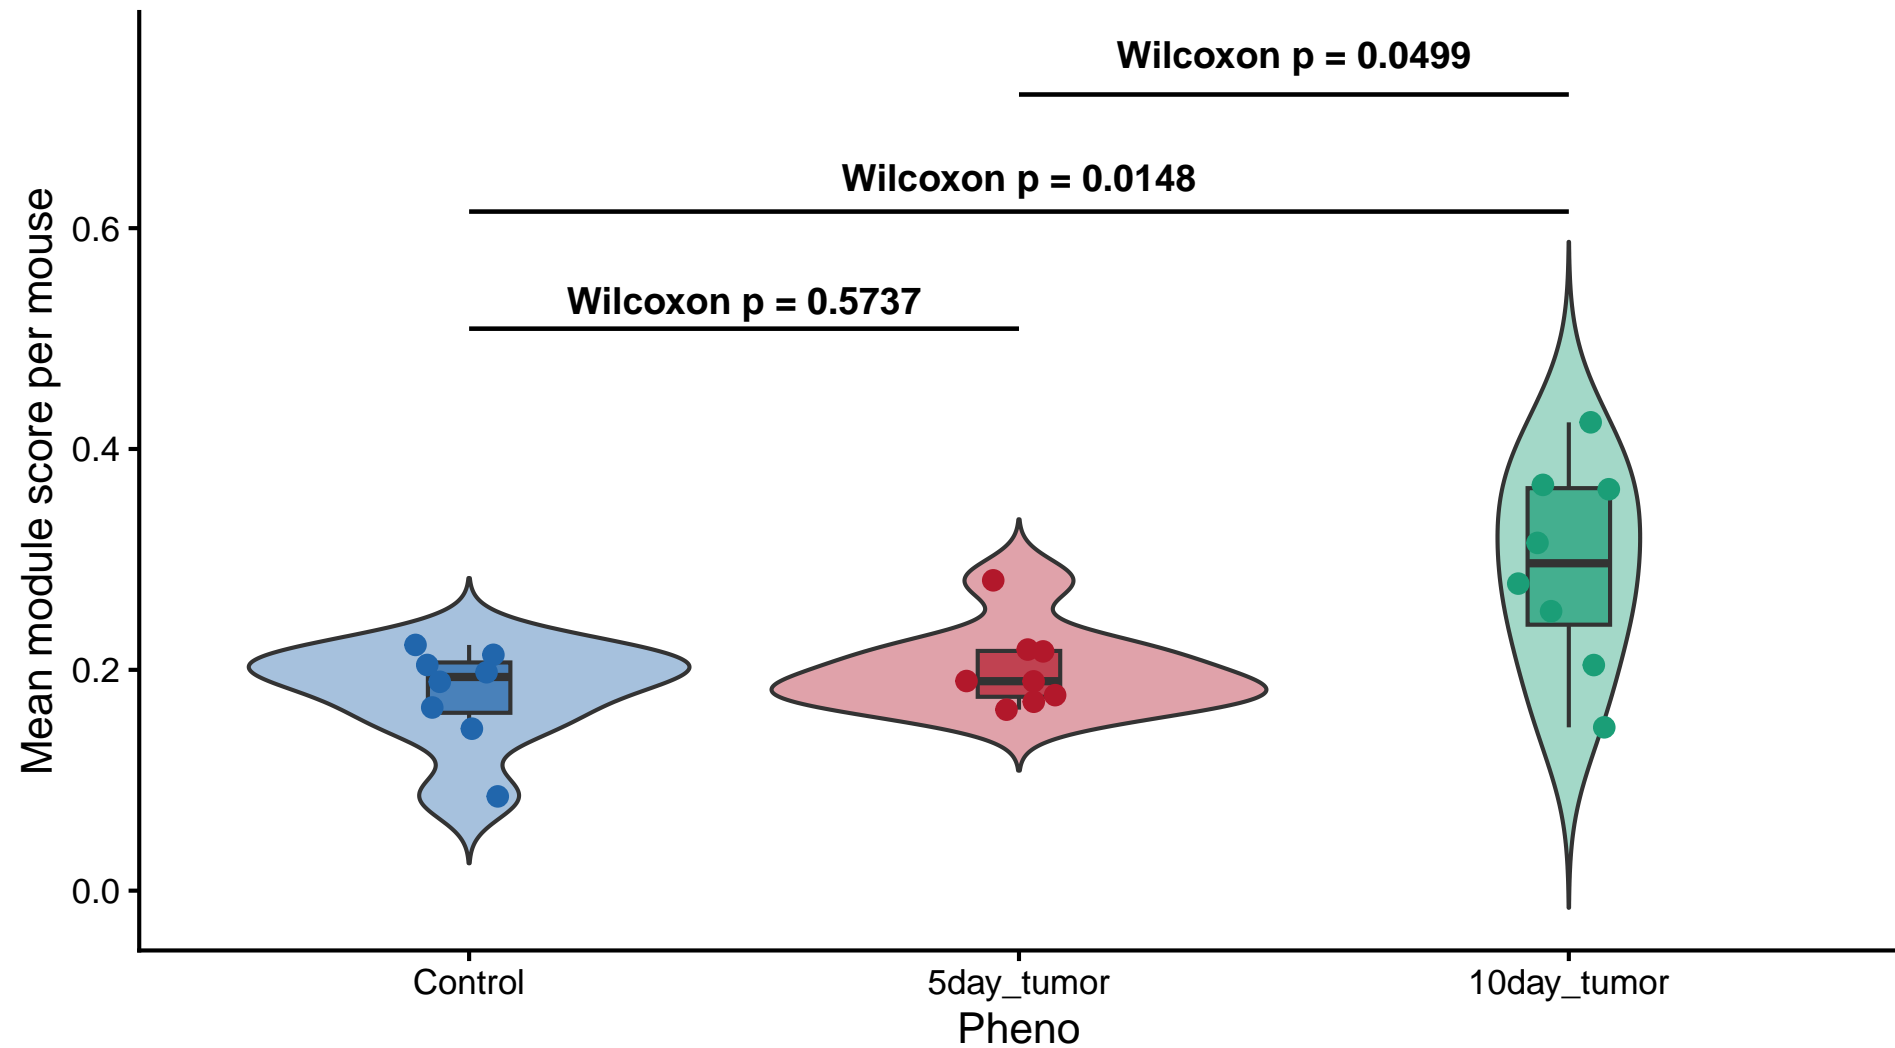 Wilcoxon p = 0.0499
Wilcoxon p = 0.0148
Wilcoxon p = 0.5737
Mean module score per mouse
0.6
0.4
0.2
0.0
Control
5day_tumor
10day_tumor
Pheno